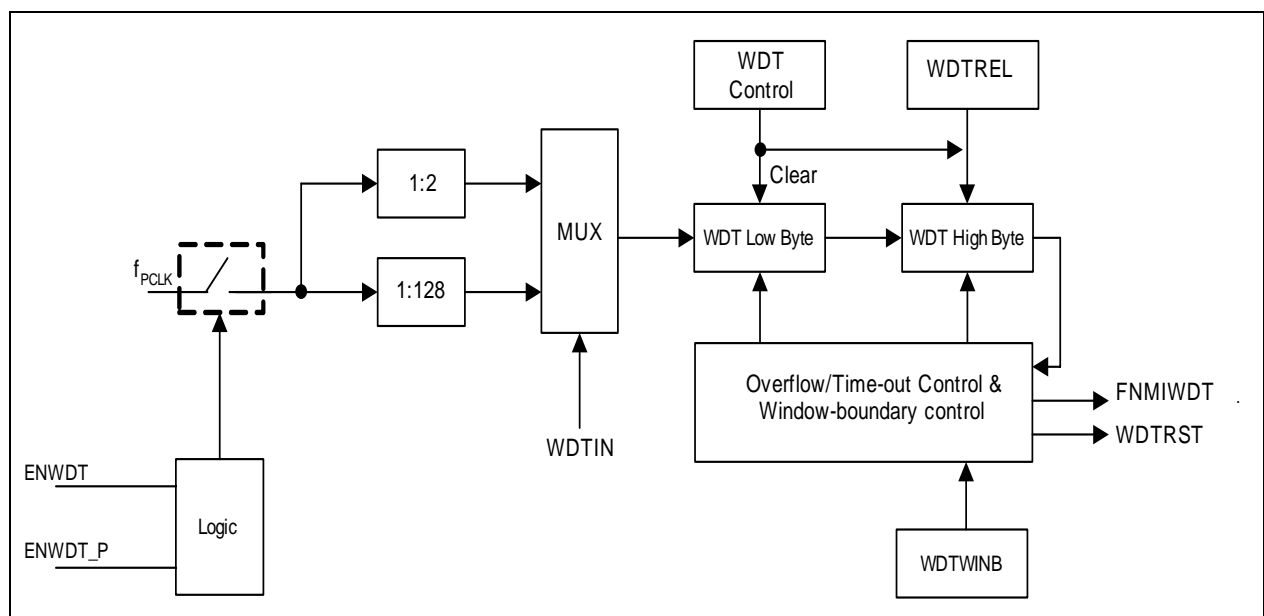 WDT
Control
WDTREL
1:2
Clear
MUX
WDT Low Byte
WDT High Byte
fPCLK
1:128
Overflow/Time-out Control &
Window-boundary control
FNMIWDT
.
WDTRST
WDTIN
ENWDT
Logic
ENWDT_P
WDTWINB